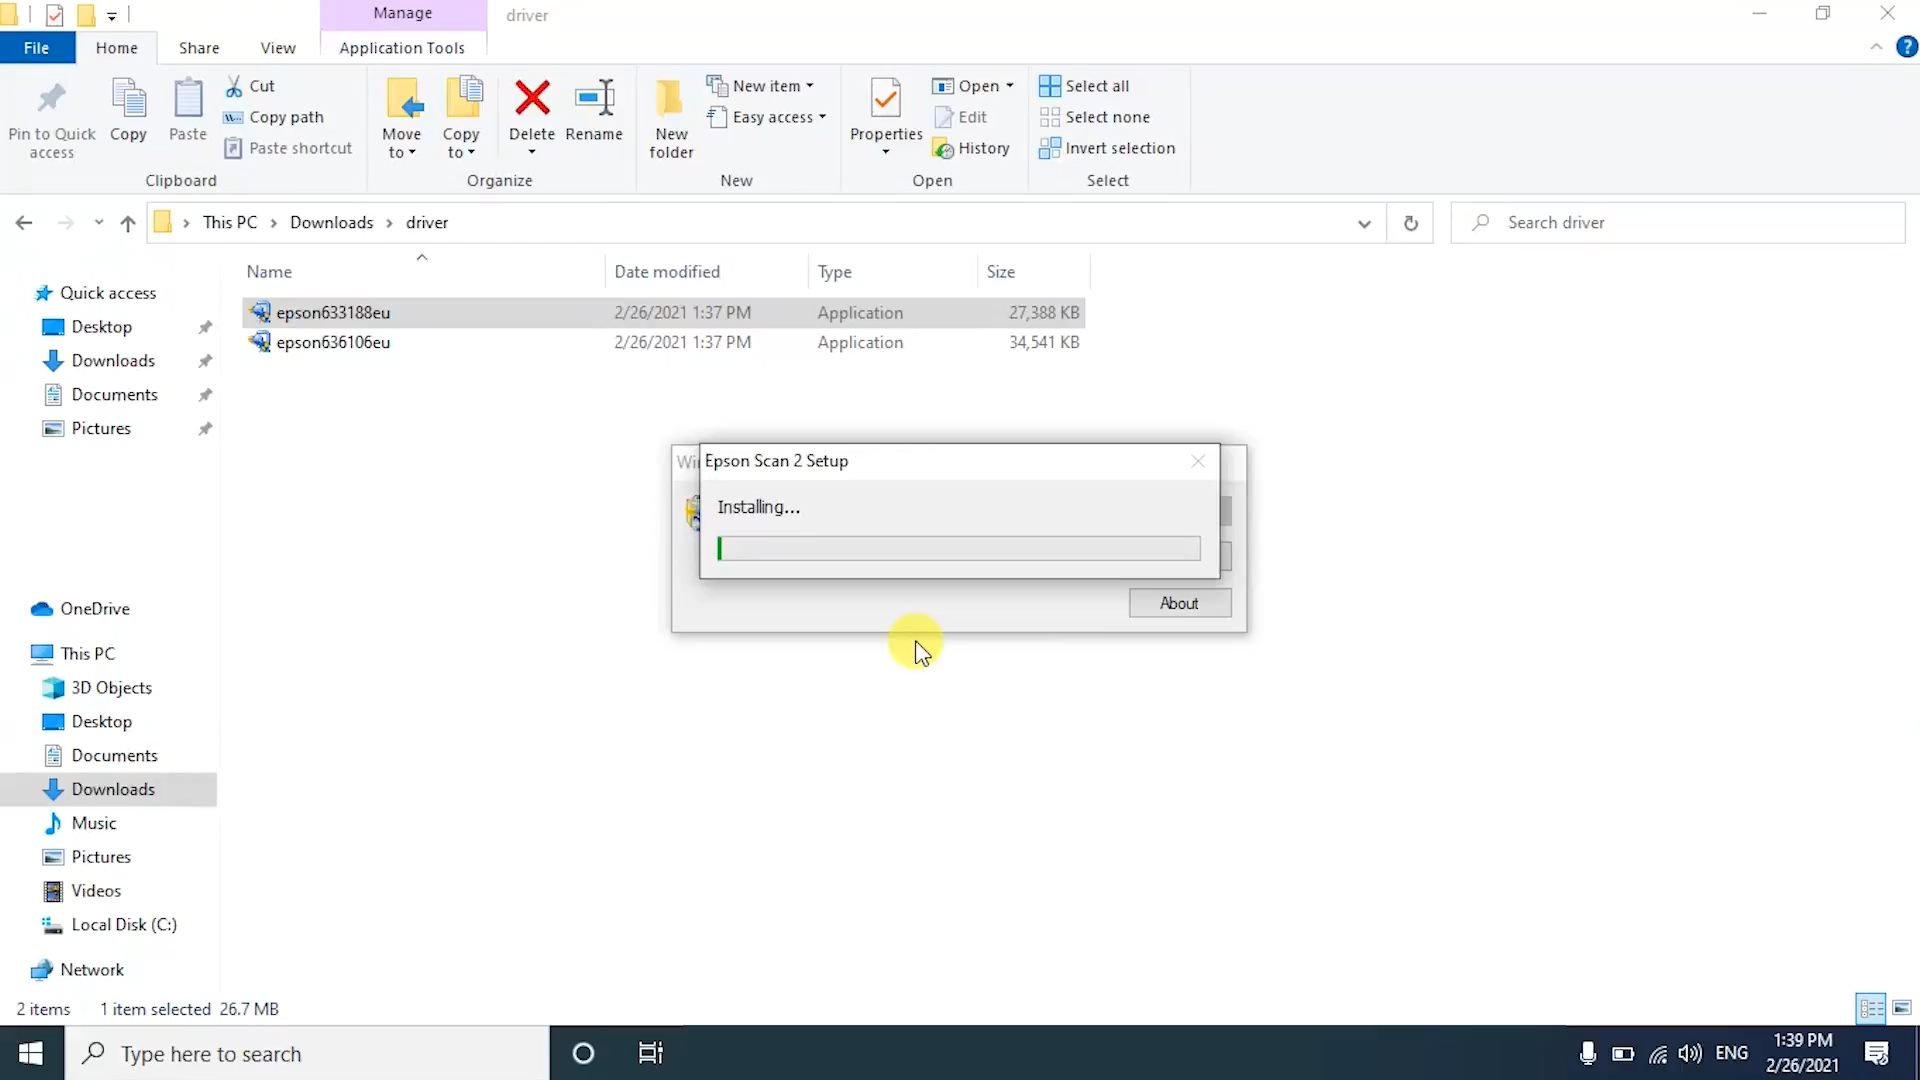 Manage
driver
File
Home
Share
View
Application Tools
Pin to Quick access
Copy
Paste
Cut
Copy path
Paste shortcut
Clipboard
Move to
Copy to
Delete
Rename
Organize
New folder
New item
Easy access
New
Properties
Open
Edit
History
Open
Select all
Select none
Invert selection
Select
This PC
Downloads
driver
Search driver
Name
Date modified
Type
Size
epson633188eu 2/26/2021 1:37 PM Application 27,388 KB
epson636106eu 2/26/2021 1:37 PM Application 34,541 KB
Quick access
Desktop
Downloads
Documents
Pictures
OneDrive
This PC
3D Objects
Desktop
Documents
Downloads
Music
Pictures
Videos
Local Disk (C:)
Network
Epson Scan 2 Setup
Installing...
About
2 items 1 item selected 26.7 MB
Type here to search
ENG
1:39 PM
2/26/2021